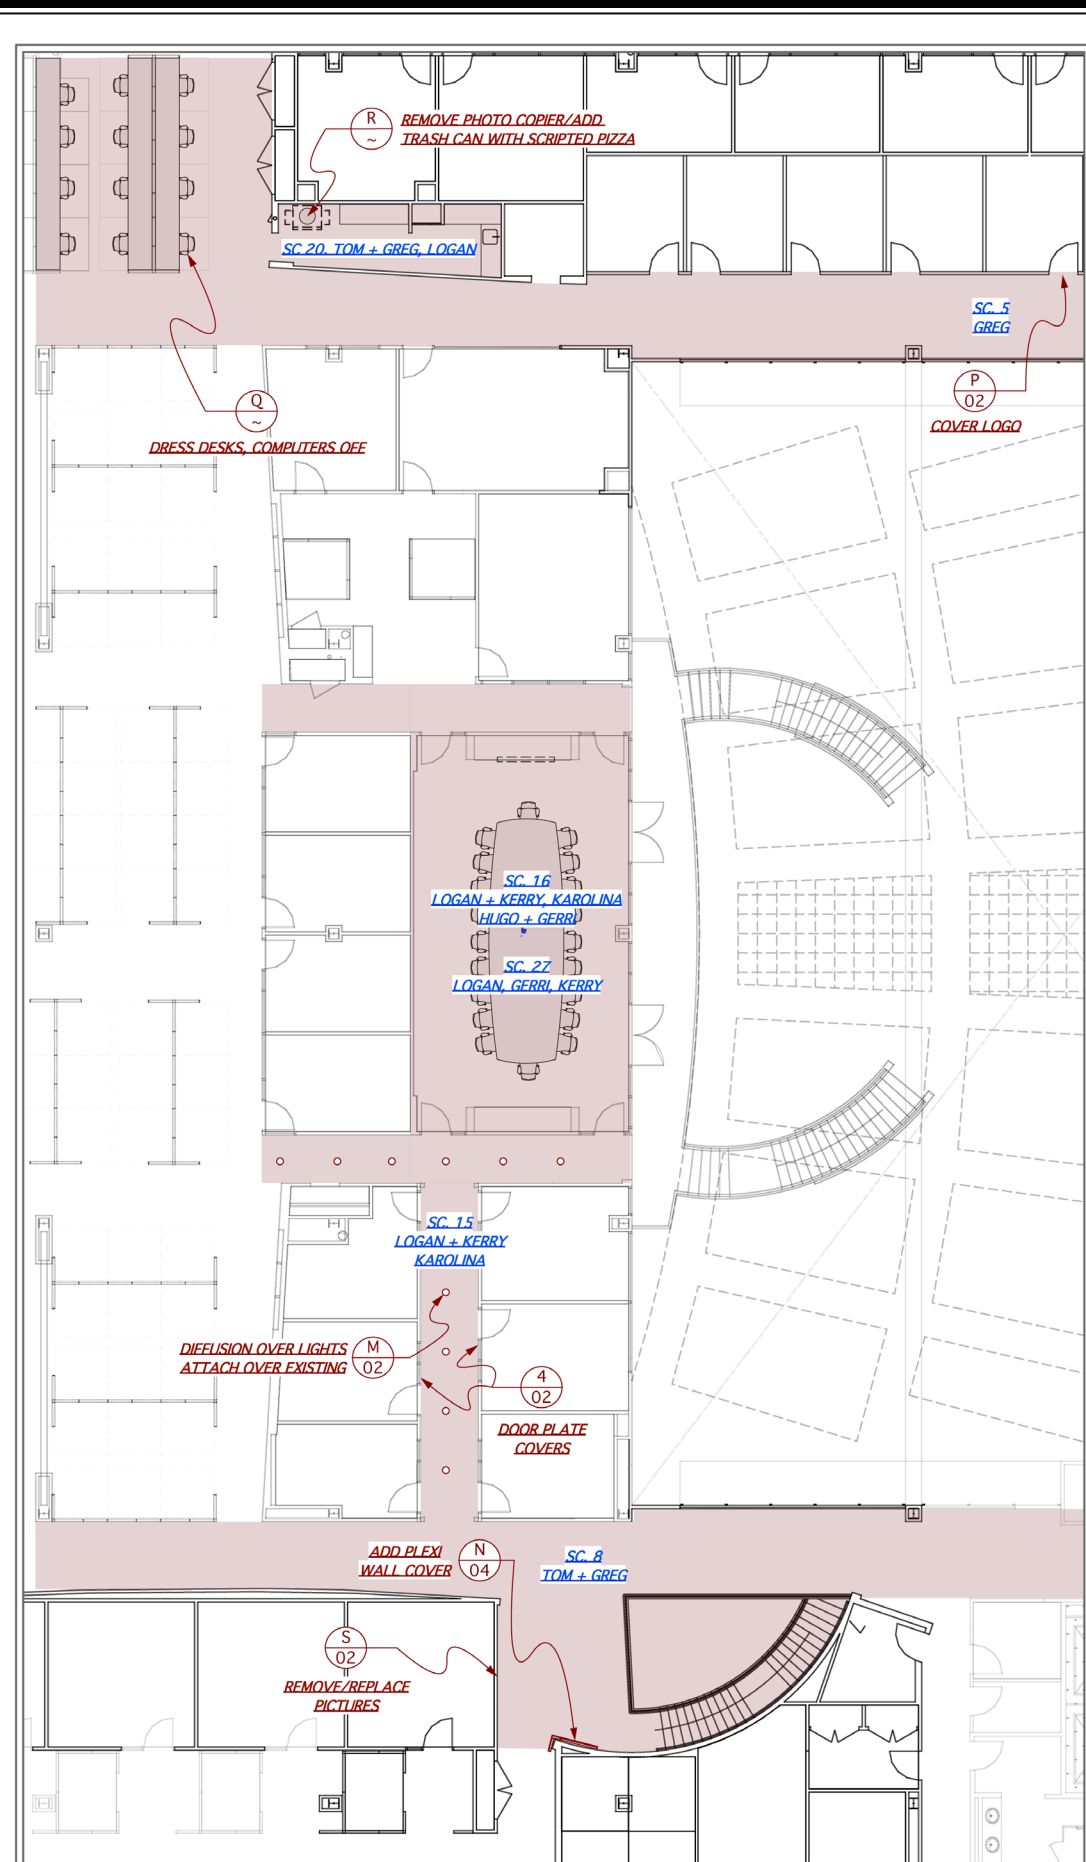 R
~
REMOVE PHOTO COPIER/ADD
TRASH CAN WITH SCRIPTED PIZZA
SC 20. TOM + GREG, LOGAN
SC. 5
GREG
P
02
COVER LOGO
Q
~
DRESS DESKS, COMPUTERS OFF
SC. 16
LOGAN + KERRY, KAROLINA
HUGO + GERRI
SC. 27
LOGAN, GERRI, KERRY
SC. 15
LOGAN + KERRY
KAROLINA
DIFFUSION OVER LIGHTS
ATTACH OVER EXISTING
M
02
4
02
DOOR PLATE
COVERS
ADD PLEXI
WALL COVER
N
04
SC. 8
TOM + GREG
S
02
REMOVE/REPLACE
PICTURES